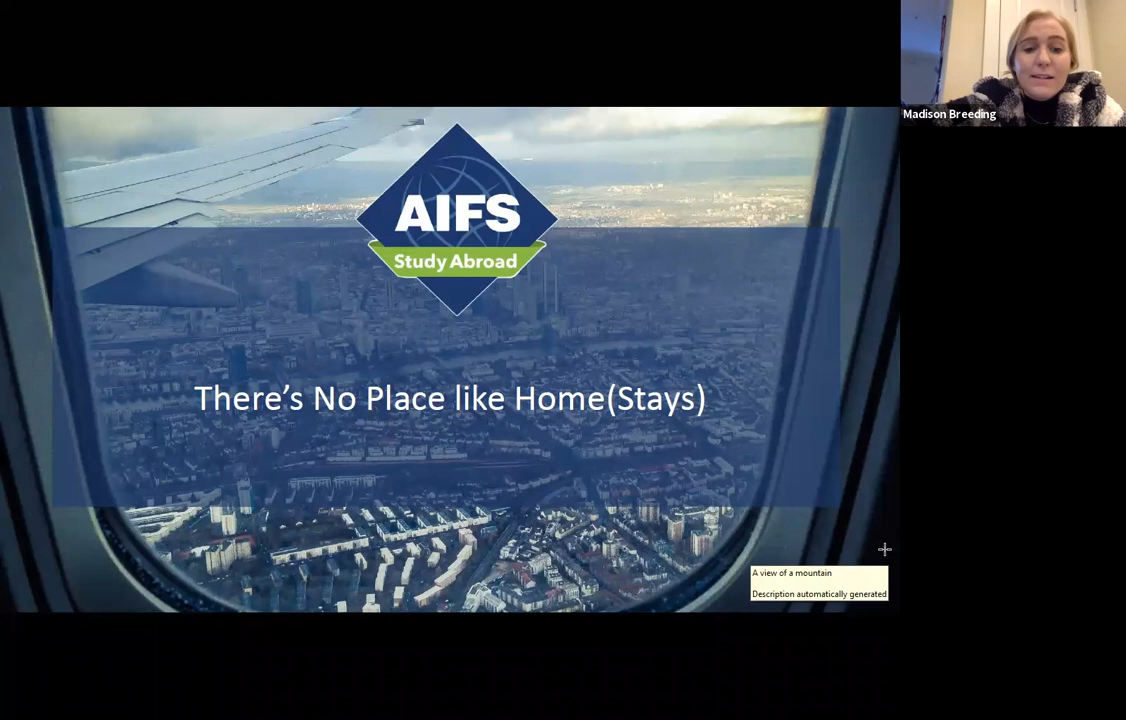 Madison Breeding
AIFS
Study Abroad
There's No Place like Home(Stays)
A view of a mountain
Description automatically generated